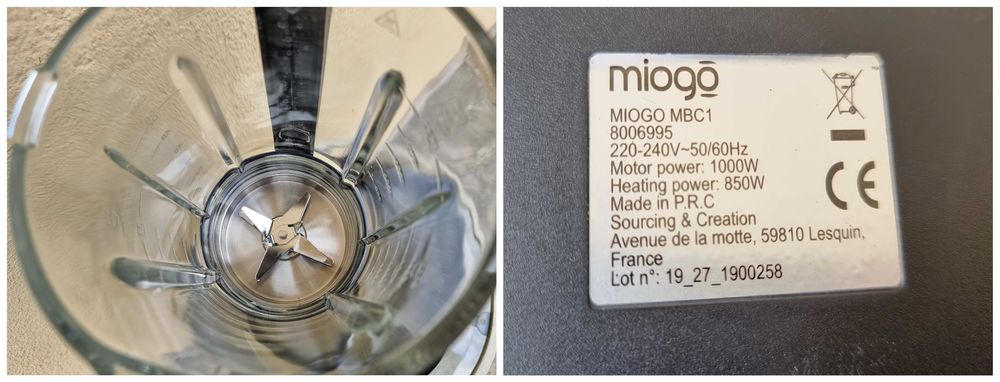 miogo
MIOGO MBC1
8006995
220-240V~50/60Hz
Motor power: 1000W
Heating power: 850W
Made in P.R.C
Sourcing & Creation
Avenue de la motte, 59810 Lesquin,
France
Lot n°: 19_27_1900258
CE